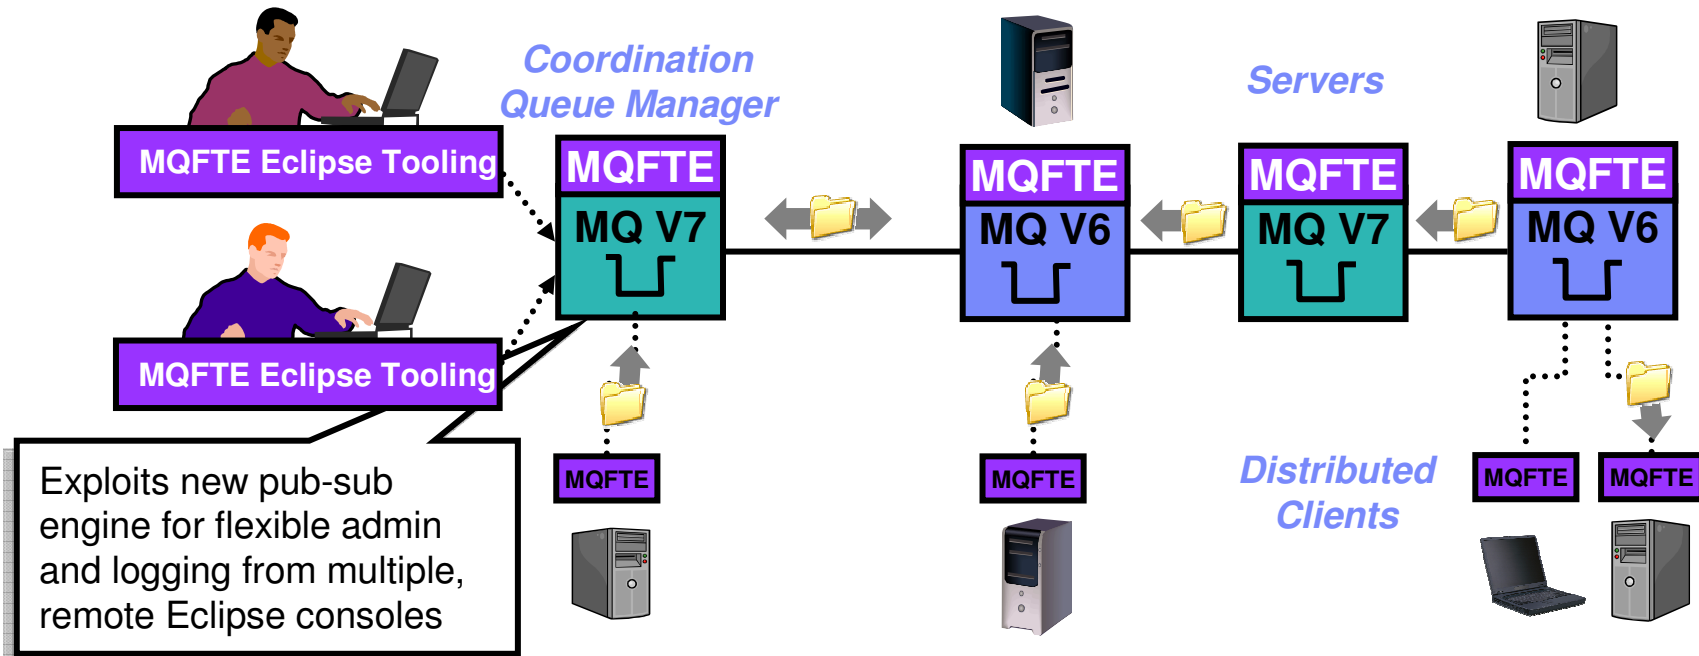 Coordination
Queue Manager
Servers
MQFTE Eclipse Tooling
MQFTE
MQ V7
MQFTE
MQ V6
MQFTE
MQ V7
MQFTE
MQ V6
MQFTE Eclipse Tooling
Exploits new pub-sub
engine for flexible admin
and logging from multiple,
remote Eclipse consoles
MQFTE
MQFTE
Distributed
Clients
MQFTE
MQFTE